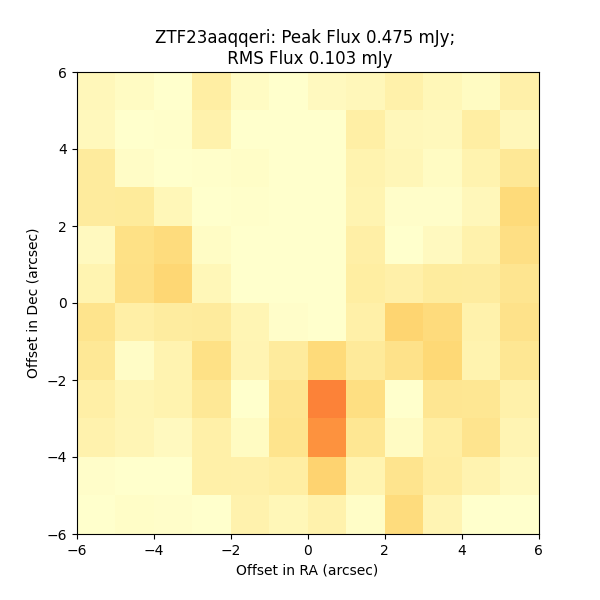 ZTF23aaqqeri: Peak Flux 0.475 mJy;
RMS Flux 0.103 mJy
6
4
2
0
−2
−4
−6
Offset in Dec (arcsec)
−6 −4 −2 0 2 4 6
Offset in RA (arcsec)